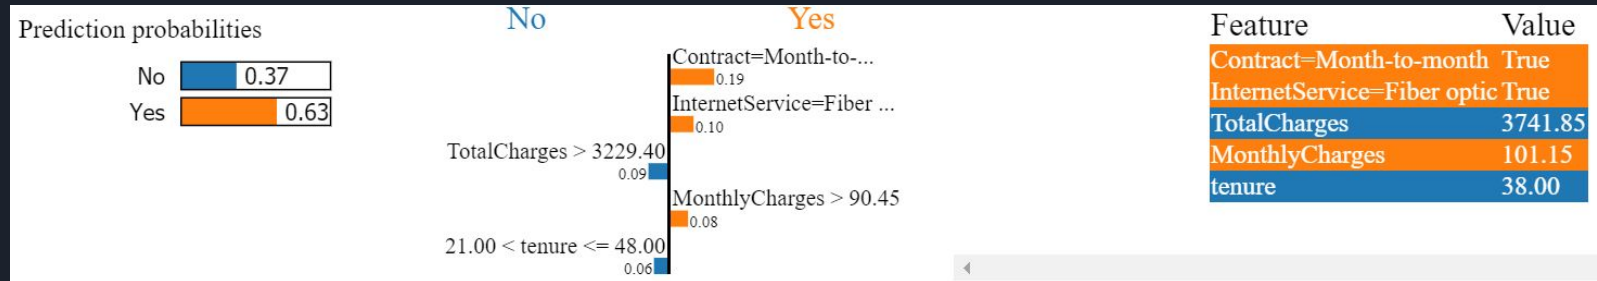 Prediction probabilities
No 0.37
Yes 0.63
No Yes
Contract=Month-to-...
0.19
InternetService=Fiber ...
0.10
TotalCharges > 3229.40
0.09
MonthlyCharges > 90.45
0.08
21.00 < tenure <= 48.00
0.06
Feature Value
Contract=Month-to-month True
InternetService=Fiber optic True
TotalCharges 3741.85
MonthlyCharges 101.15
tenure 38.00